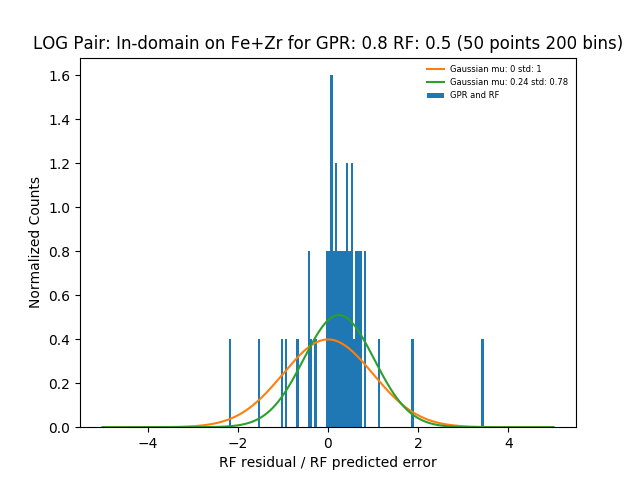 LOG Pair: In-domain on Fe+Zr for GPR: 0.8 RF: 0.5 (50 points 200 bins)
Gaussian mu: 0 std: 1
Gaussian mu: 0.24 std: 0.78
GPR and RF
Normalized Counts
1.6
1.4
1.2
1.0
0.8
0.6
0.4
0.2
0.0
−4 −2 0 2 4
RF residual / RF predicted error